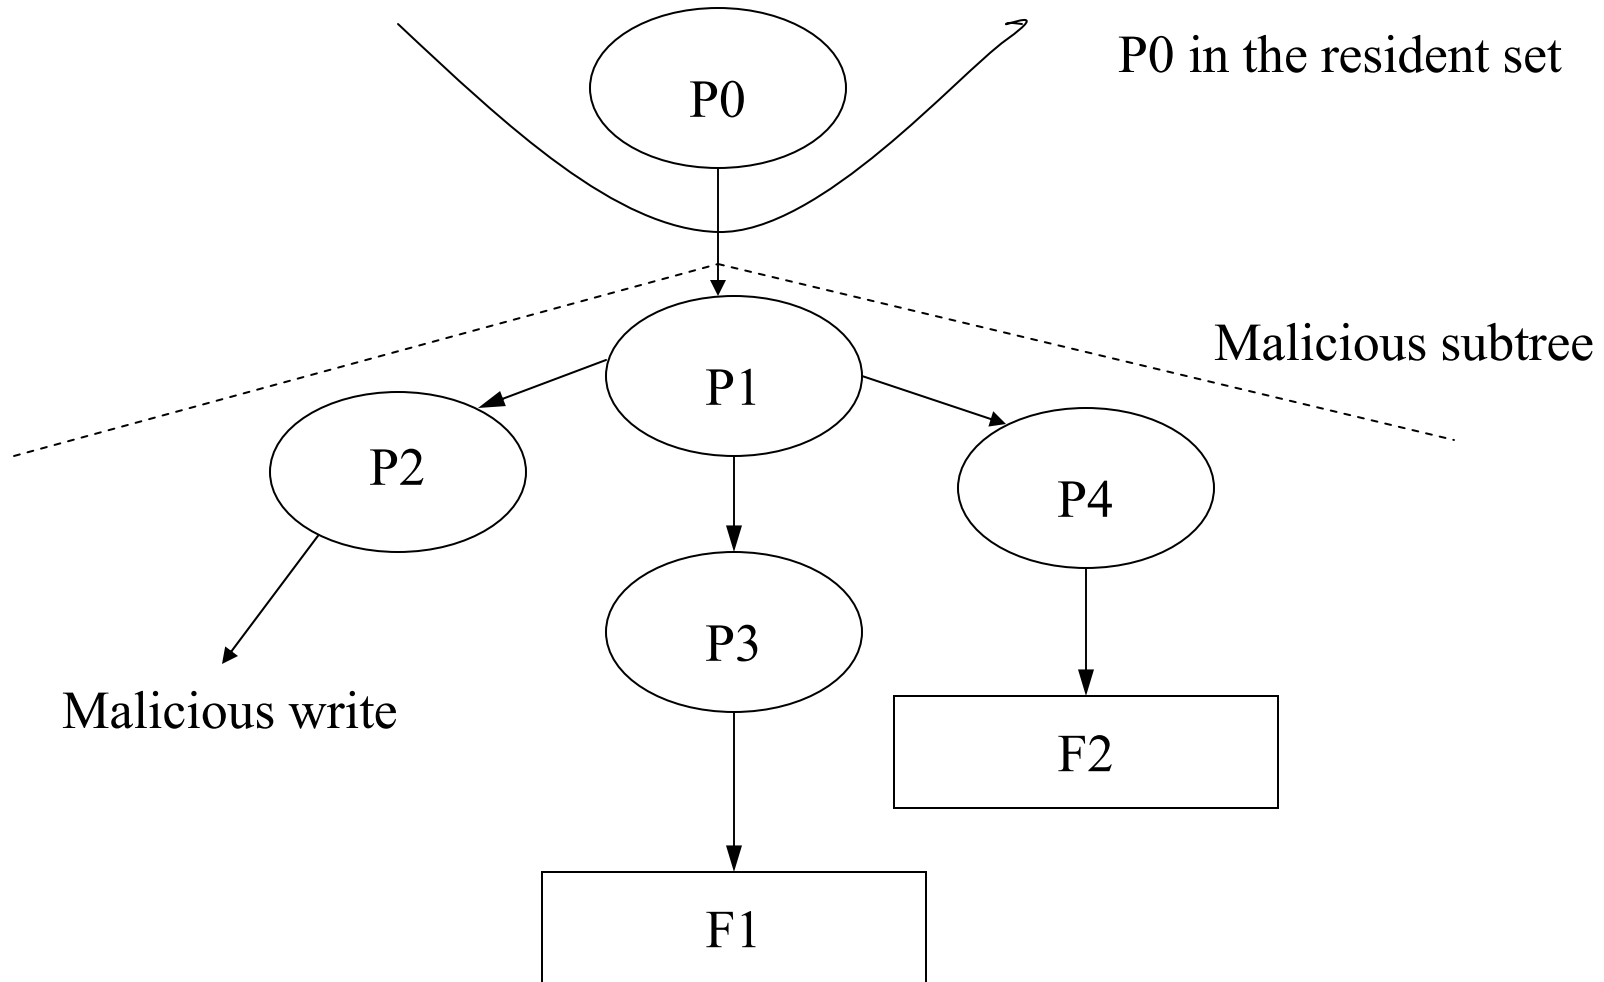 P0
P0 in the resident set
Malicious subtree
P1
P2
P4
P3
Malicious write
F2
F1